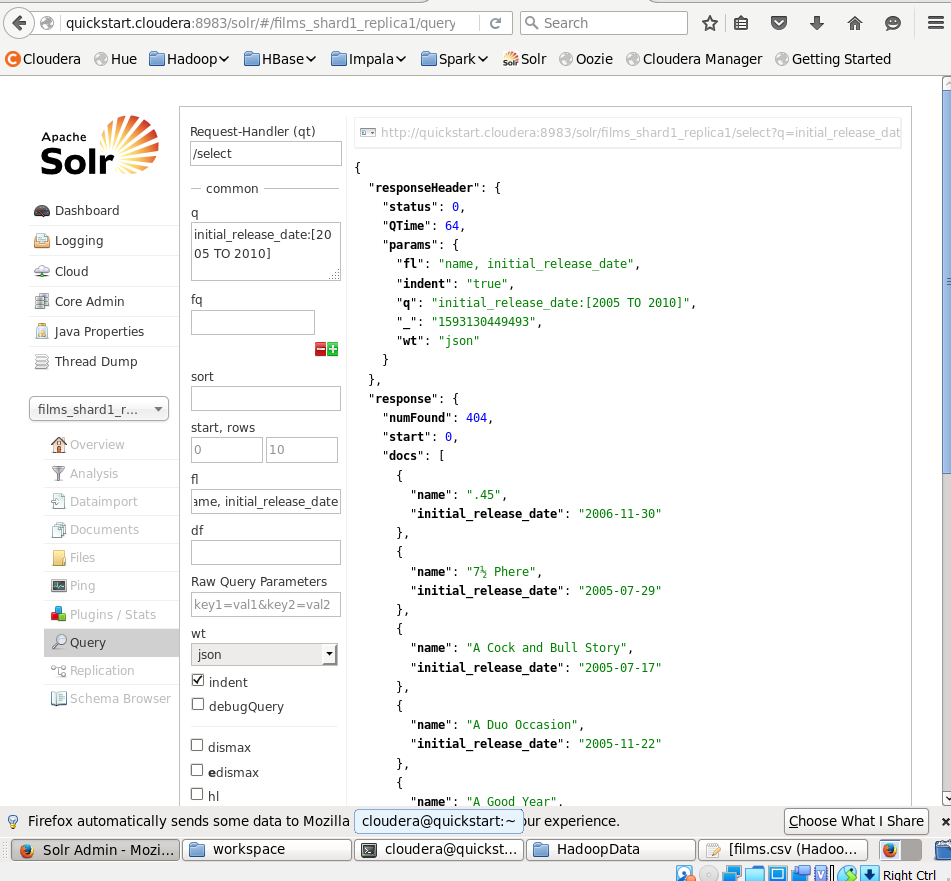 quickstart.cloudera:8983/solr/#/films_shard1_replica1/query
Search
Cloudera Hue Hadoop HBase Impala Spark Solr Oozie Cloudera Manager Getting Started
Apache
Solr
Dashboard
Logging
Cloud
Core Admin
Java Properties
Thread Dump
films_shard1_r...
Overview
Analysis
Dataimport
Documents
Files
Ping
Plugins / Stats
Query
Replication
Schema Browser
Request-Handler (qt)
/select
common
q
initial_release_date:[20
05 TO 2010]
fq
sort
start, rows
0 10
fl
ame, initial_release_date
df
Raw Query Parameters
key1=val1&key2=val2
wt
json
indent
debugQuery
dismax
edismax
hl
http://quickstart.cloudera:8983/solr/films_shard1_replica1/select?q=initial_release_dat
{
"responseHeader": {
"status": 0,
"QTime": 64,
"params": {
"fl": "name, initial_release_date",
"indent": "true",
"q": "initial_release_date:[2005 TO 2010]",
"_": "1593130449493",
"wt": "json"
}
},
"response": {
"numFound": 404,
"start": 0,
"docs": [
{
"name": ".45",
"initial_release_date": "2006-11-30"
},
{
"name": "7½ Phere",
"initial_release_date": "2005-07-29"
},
{
"name": "A Cock and Bull Story",
"initial_release_date": "2005-07-17"
},
{
"name": "A Duo Occasion",
"initial_release_date": "2005-11-22"
},
{
"name": "A Good Year",
Firefox automatically sends some data to Mozilla cloudera@quickstart:~ our experience. Choose What I Share
Solr Admin - Mozi... workspace cloudera@quickst... HadoopData [films.csv (Hadoo...
Right Ctrl